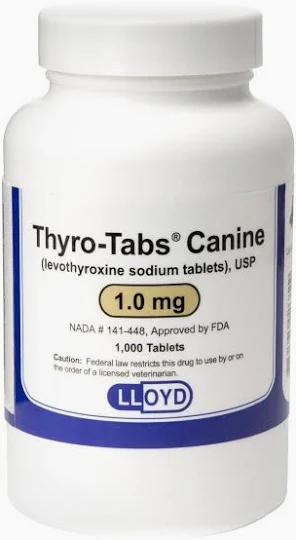 Thyro-Tabs® Canine
(levothyroxine sodium tablets), USP
1.0 mg
NADA # 141-448, Approved by FDA
1,000 Tablets
Caution: Federal law restricts this drug to use by or on
the order of a licensed veterinarian.
LLOYD